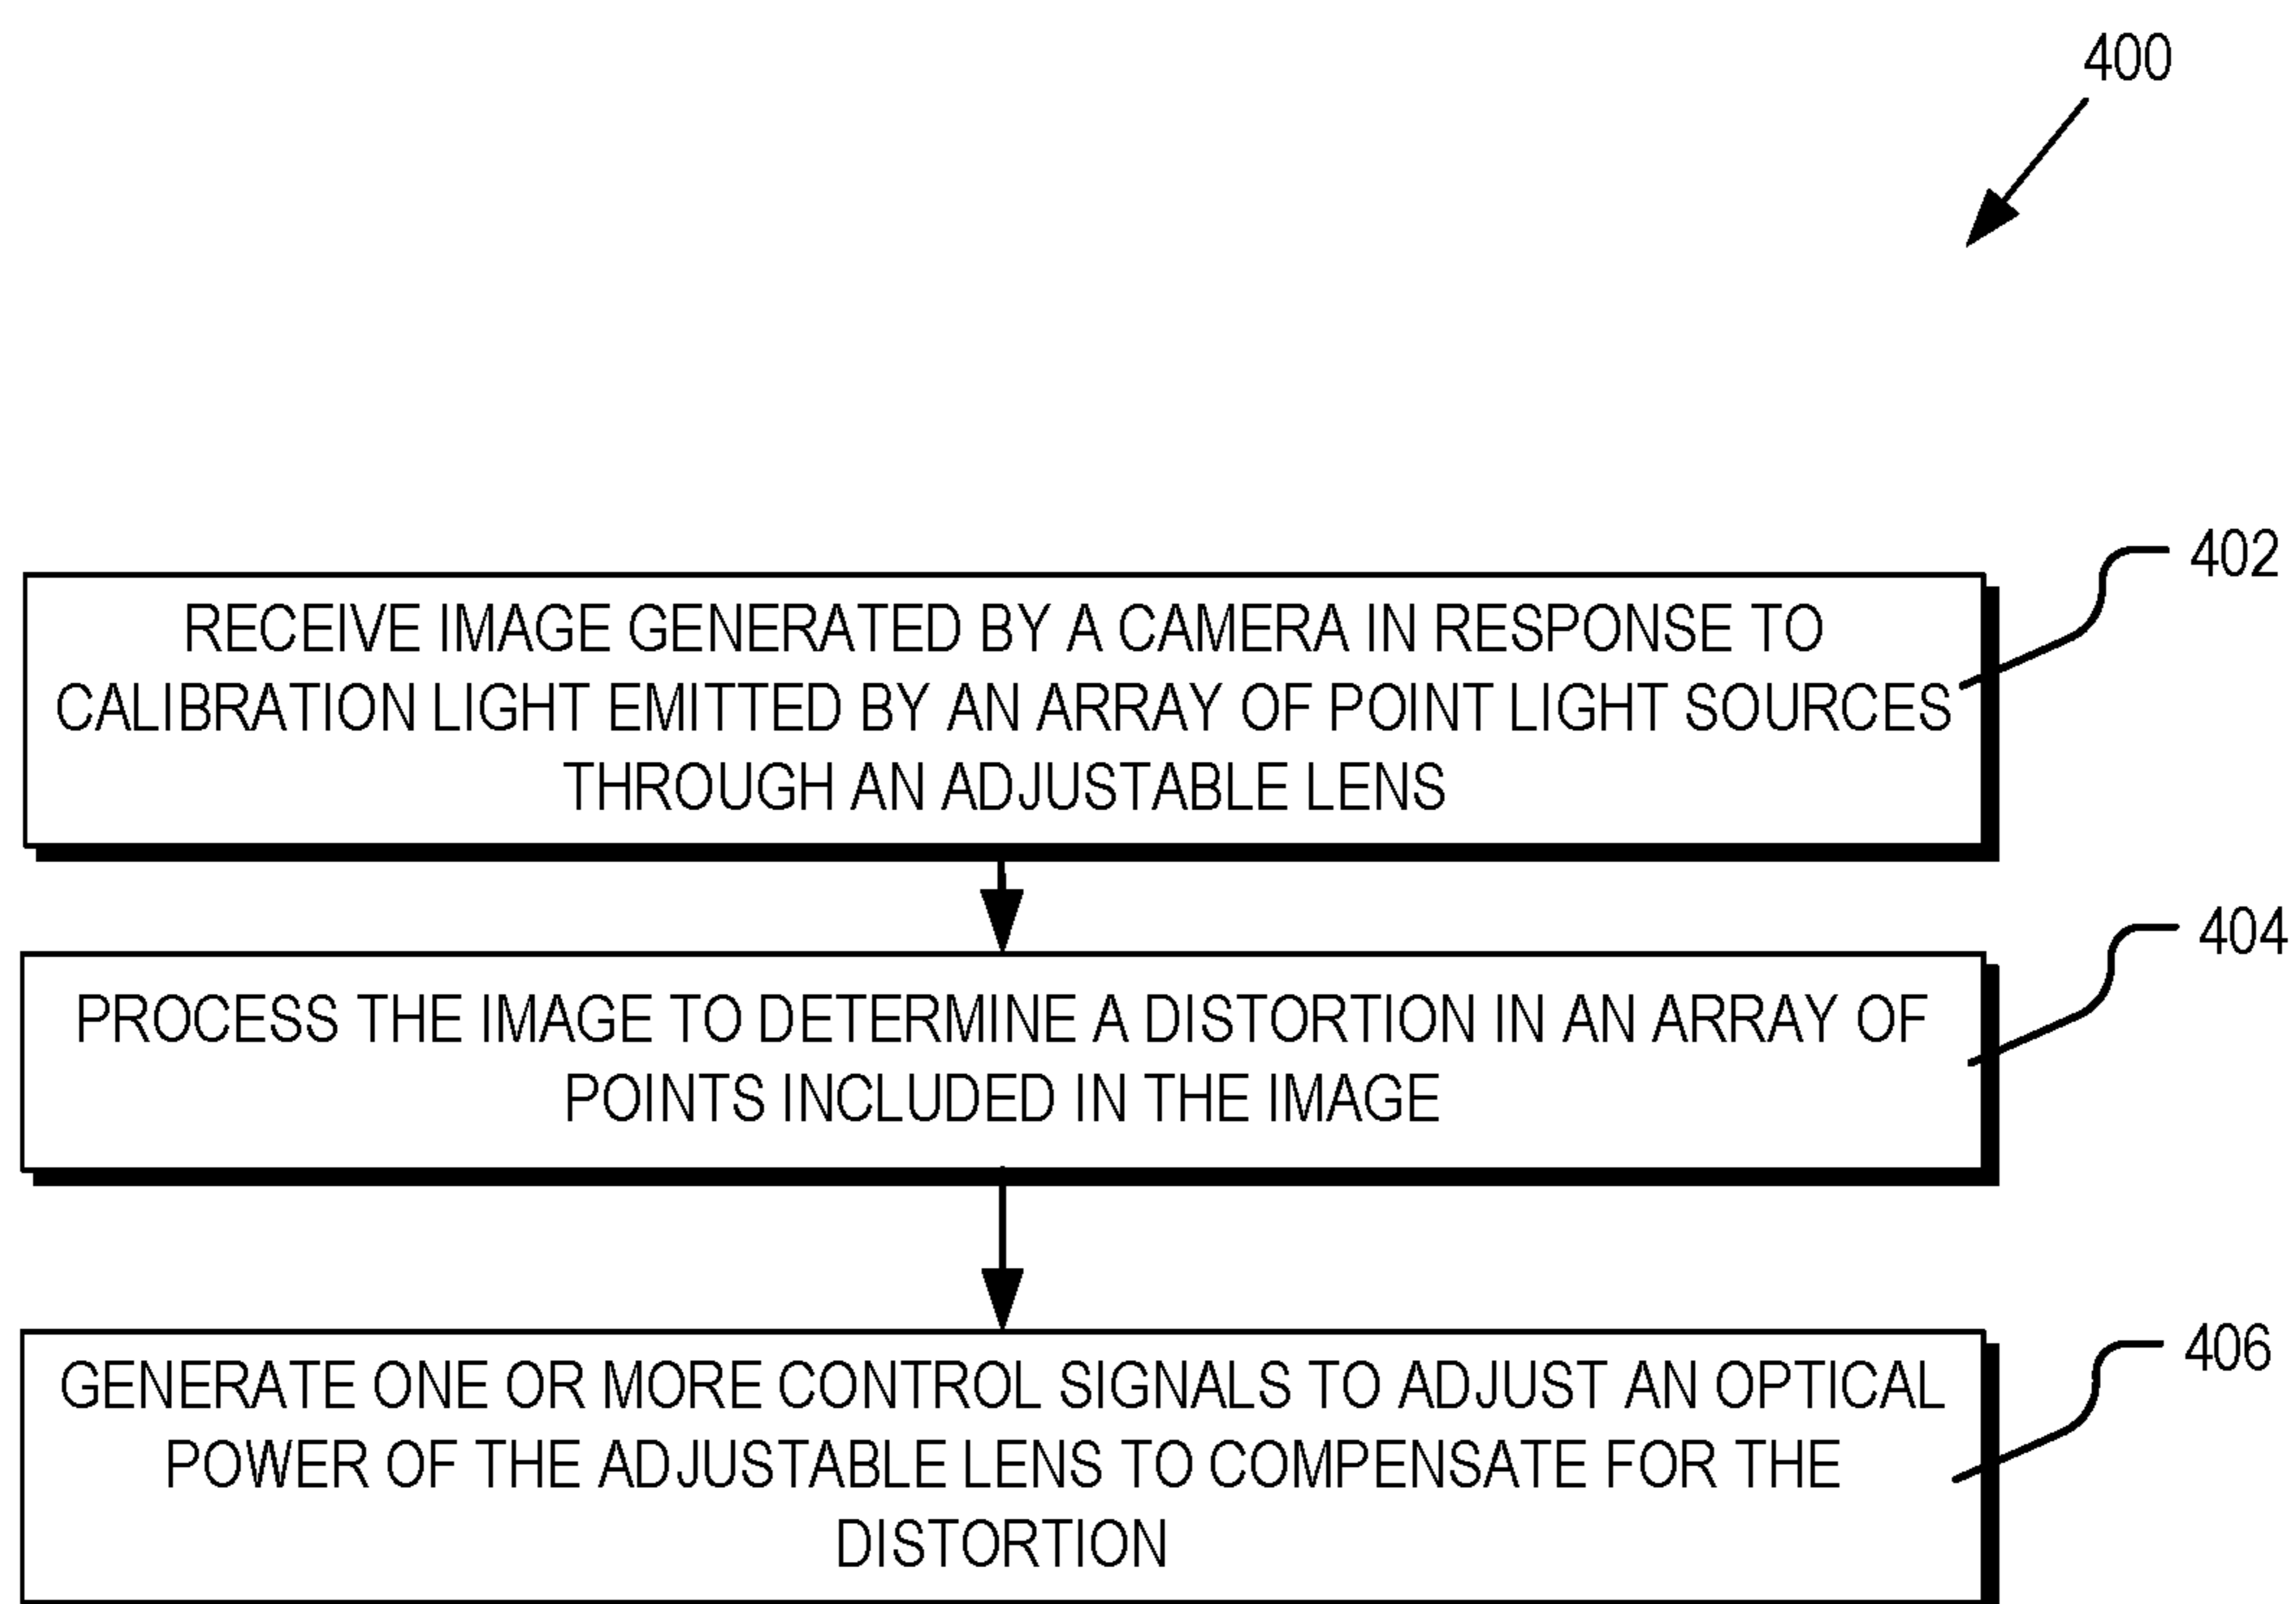 400
402
RECEIVE IMAGE GENERATED BY A CAMERA IN RESPONSE TO
CALIBRATION LIGHT EMITTED BY AN ARRAY OF POINT LIGHT SOURCES
THROUGH AN ADJUSTABLE LENS
404
PROCESS THE IMAGE TO DETERMINE A DISTORTION IN AN ARRAY OF
POINTS INCLUDED IN THE IMAGE
406
GENERATE ONE OR MORE CONTROL SIGNALS TO ADJUST AN OPTICAL
POWER OF THE ADJUSTABLE LENS TO COMPENSATE FOR THE
DISTORTION